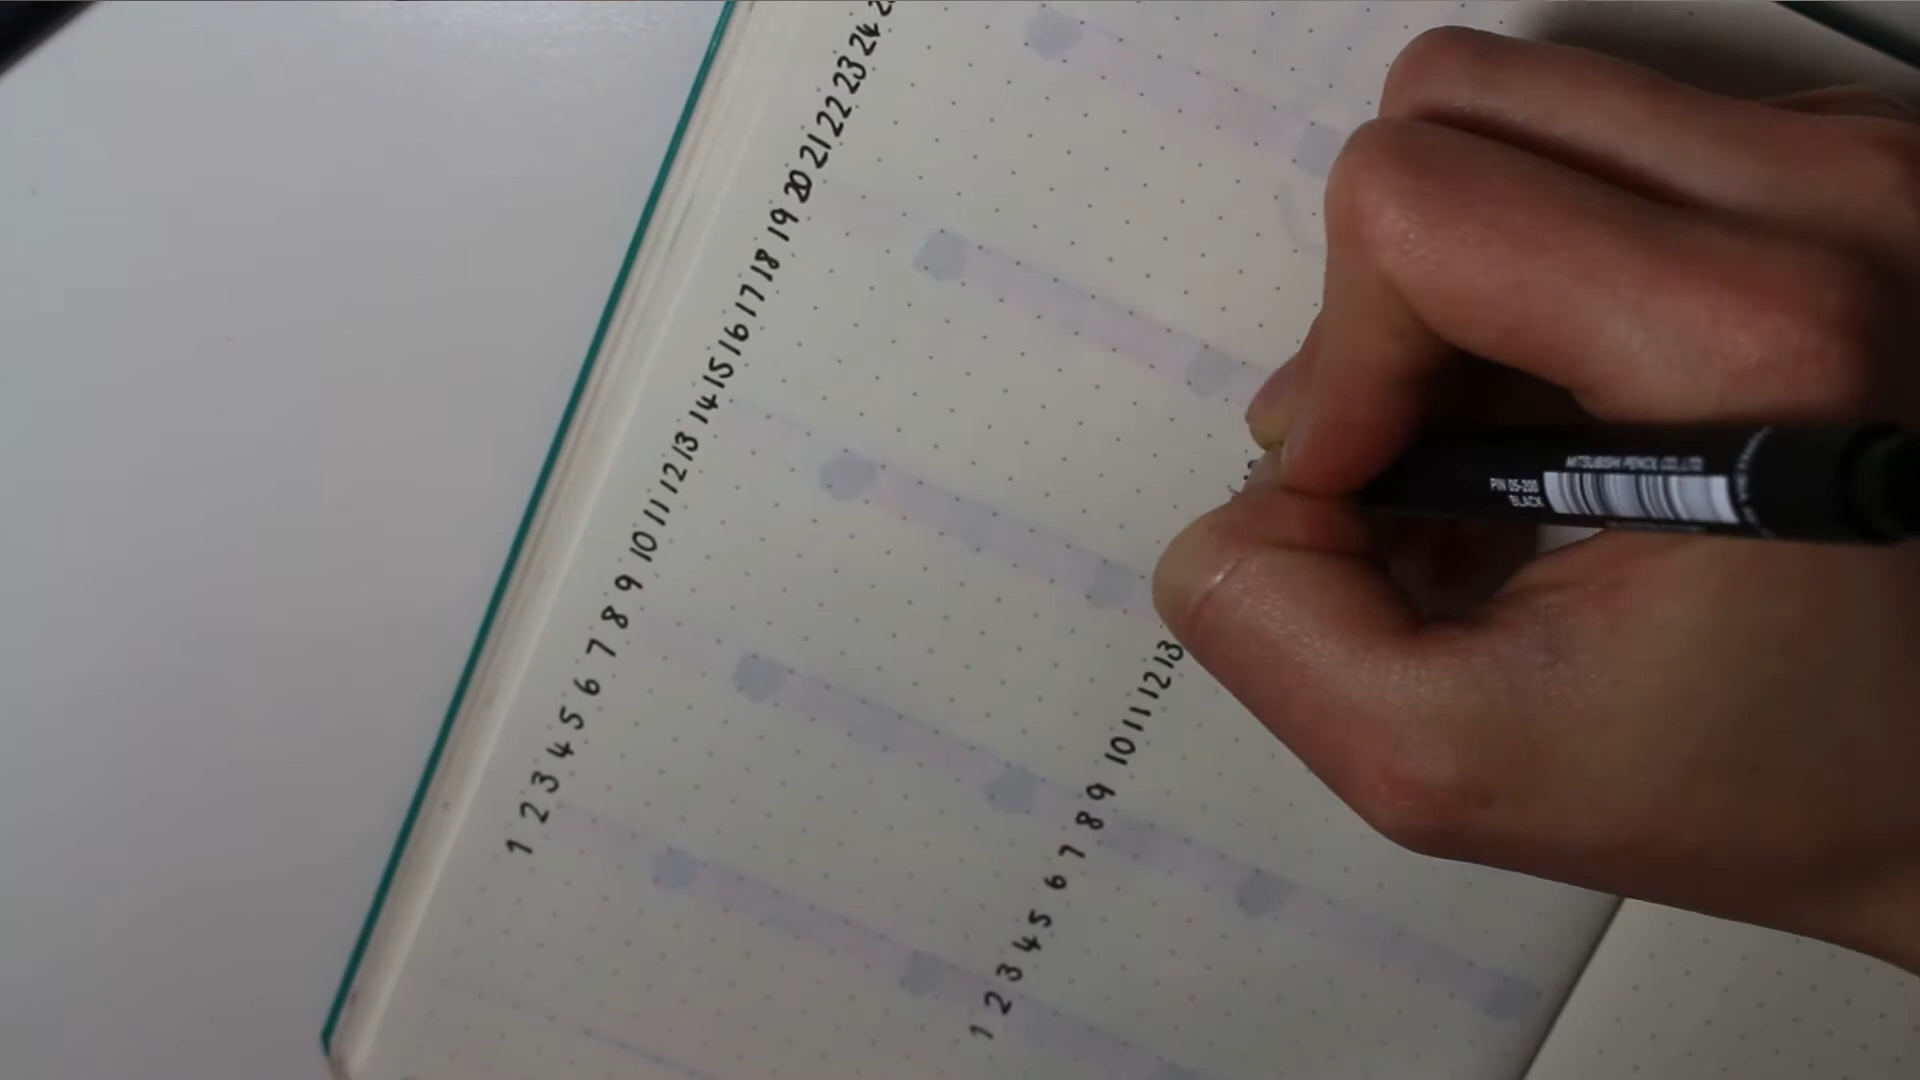 1 2 3 4 5 6 7 8 9 10 11 12 13 14 15 16 17 18 19 20 21 22 23 24
1 2 3 4 5 6 7 8 9 10 11 12 13
MITSUBISHI PENCIL CO., LTD.
PIN 05-200
BLACK